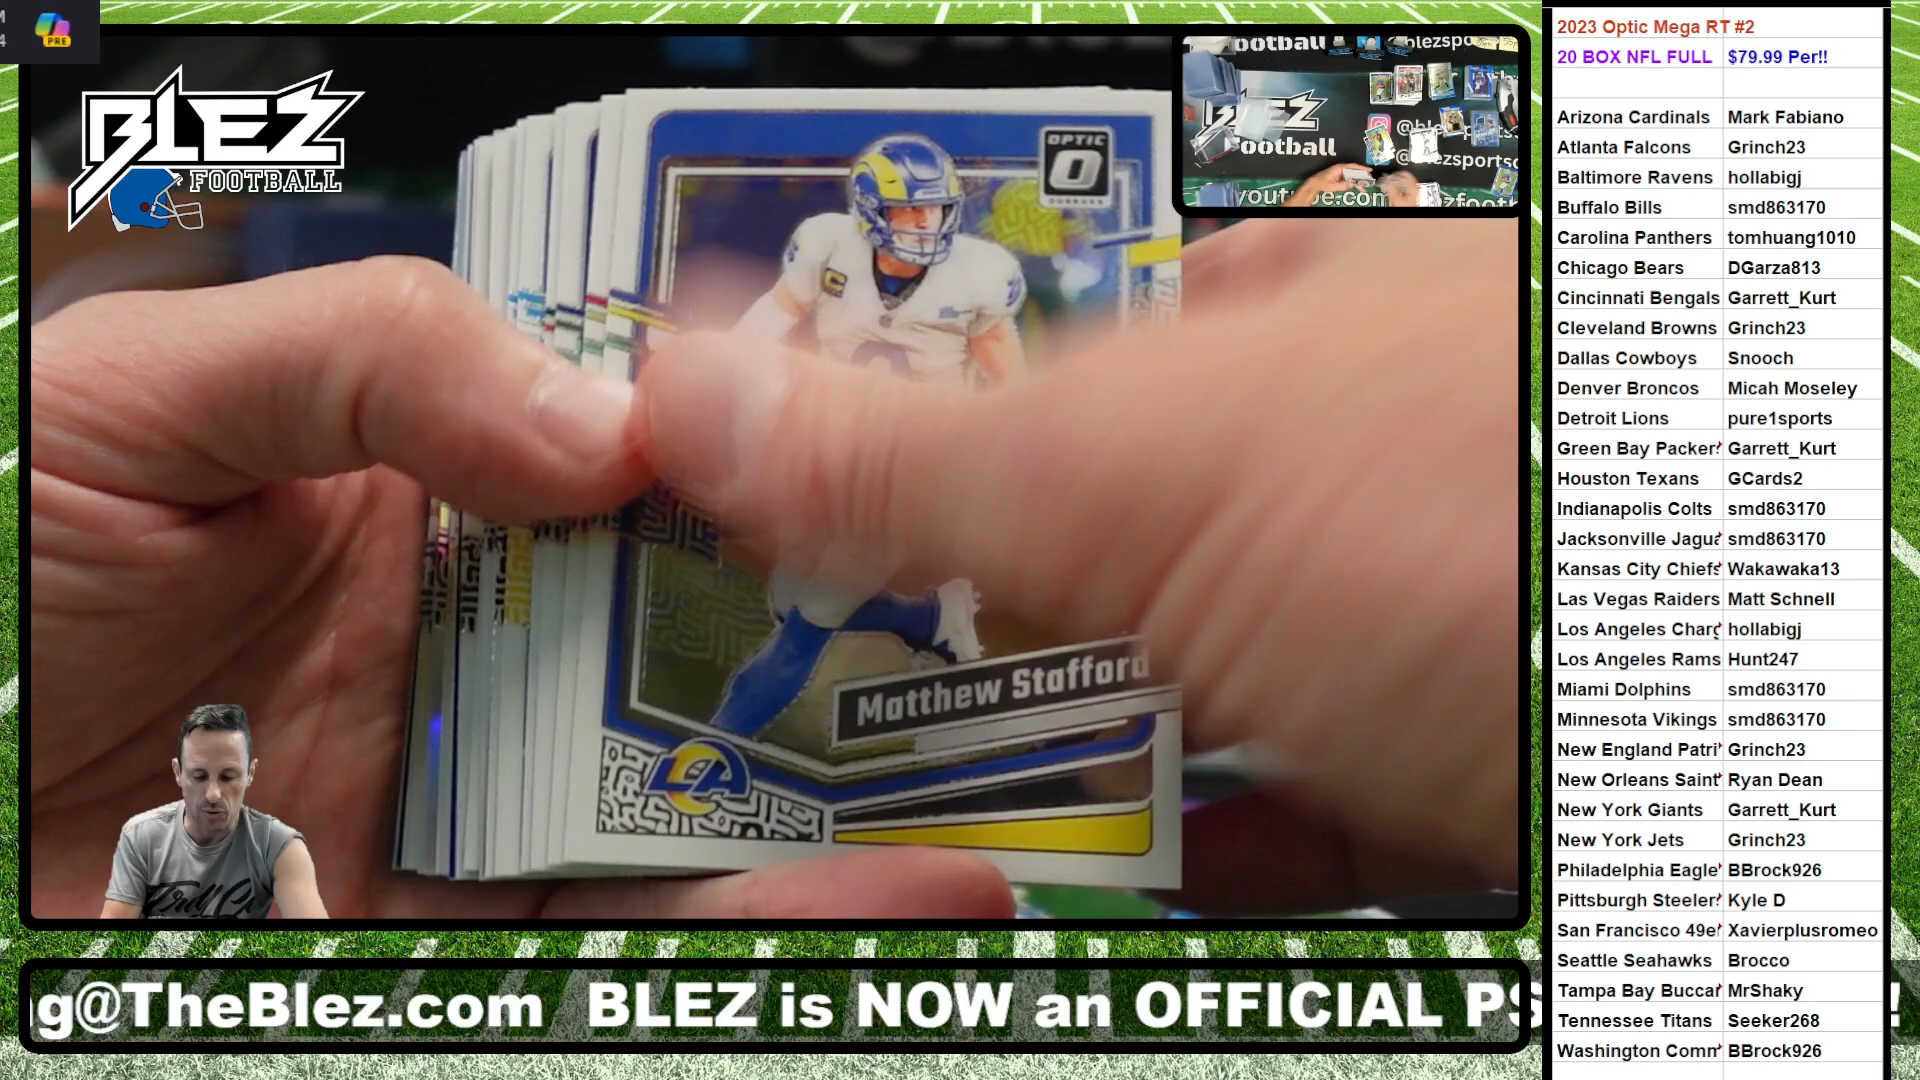 PRE
BLEZ
FOOTBALL
OPTIC
DONRUSS
C
Matthew Stafford
LA
ootball
blezspo
BLEZ
ootball
g@TheBlez.com BLEZ is NOW an OFFICIAL PS
!
2023 Optic Mega RT #2
20 BOX NFL FULL $79.99 Per!!
Arizona Cardinals Mark Fabiano
Atlanta Falcons Grinch23
Baltimore Ravens hollabigj
Buffalo Bills smd863170
Carolina Panthers tomhuang1010
Chicago Bears DGarza813
Cincinnati Bengals Garrett_Kurt
Cleveland Browns Grinch23
Dallas Cowboys Snooch
Denver Broncos Micah Moseley
Detroit Lions pure1sports
Green Bay Packer Garrett_Kurt
Houston Texans GCards2
Indianapolis Colts smd863170
Jacksonville Jagua smd863170
Kansas City Chiefs Wakawaka13
Las Vegas Raiders Matt Schnell
Los Angeles Charg hollabigj
Los Angeles Rams Hunt247
Miami Dolphins smd863170
Minnesota Vikings smd863170
New England Patri Grinch23
New Orleans Saint Ryan Dean
New York Giants Garrett_Kurt
New York Jets Grinch23
Philadelphia Eagle BBrock926
Pittsburgh Steeler Kyle D
San Francisco 49e Xavierplusromeo
Seattle Seahawks Brocco
Tampa Bay Buccar MrShaky
Tennessee Titans Seeker268
Washington Comm BBrock926